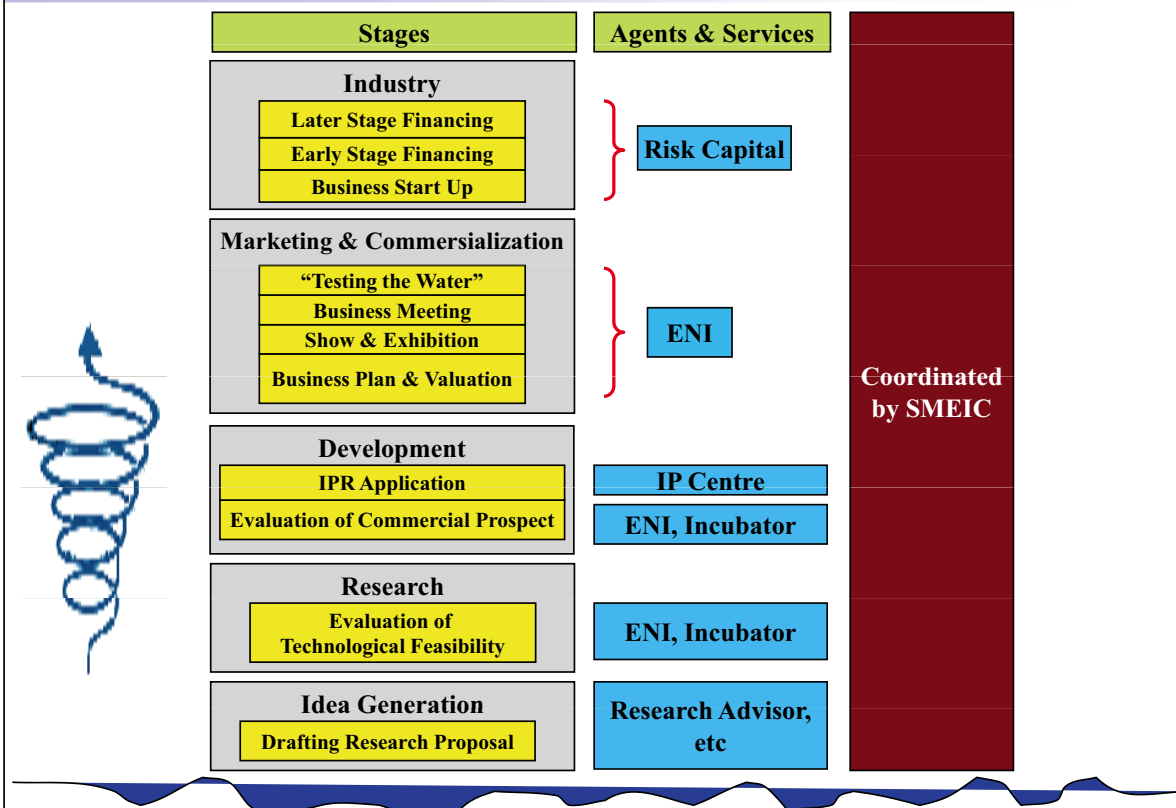 Stages
Agents & Services
Industry
Later Stage Financing
Early Stage Financing
Business Start Up
Risk Capital
Marketing & Commersialization
“Testing the Water”
Business Meeting
Show & Exhibition
Business Plan & Valuation
ENI
Development
IPR Application
Evaluation of Commercial Prospect
IP Centre
ENI, Incubator
Research
Evaluation of
Technological Feasibility
ENI, Incubator
Idea Generation
Drafting Research Proposal
Research Advisor,
etc
Coordinated
by SMEIC